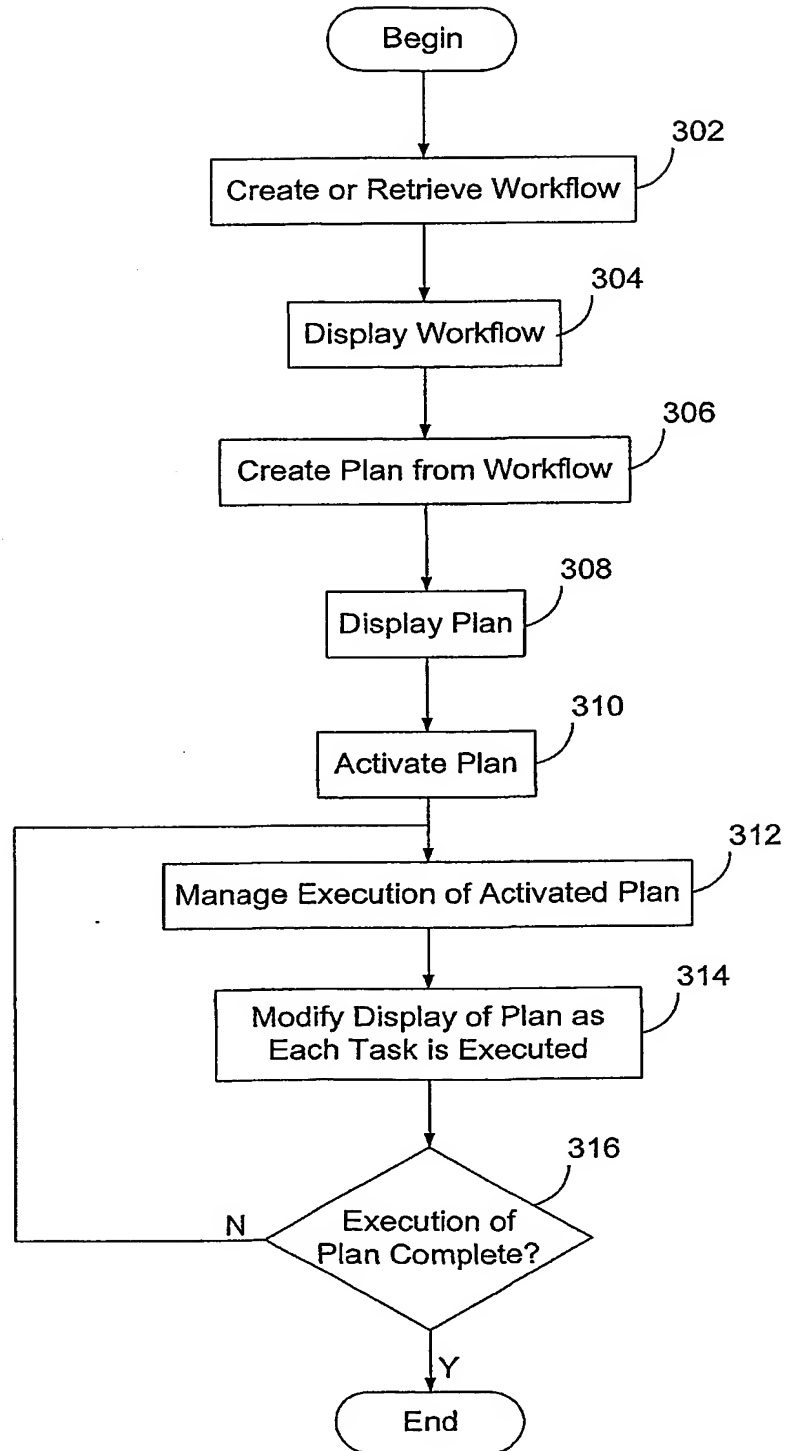 Begin
302
Create or Retrieve Workflow
304
Display Workflow
306
Create Plan from Workflow
308
Display Plan
310
Activate Plan
312
Manage Execution of Activated Plan
314
Modify Display of Plan as
Each Task is Executed
316
Execution of
Plan Complete?
N
Y
End